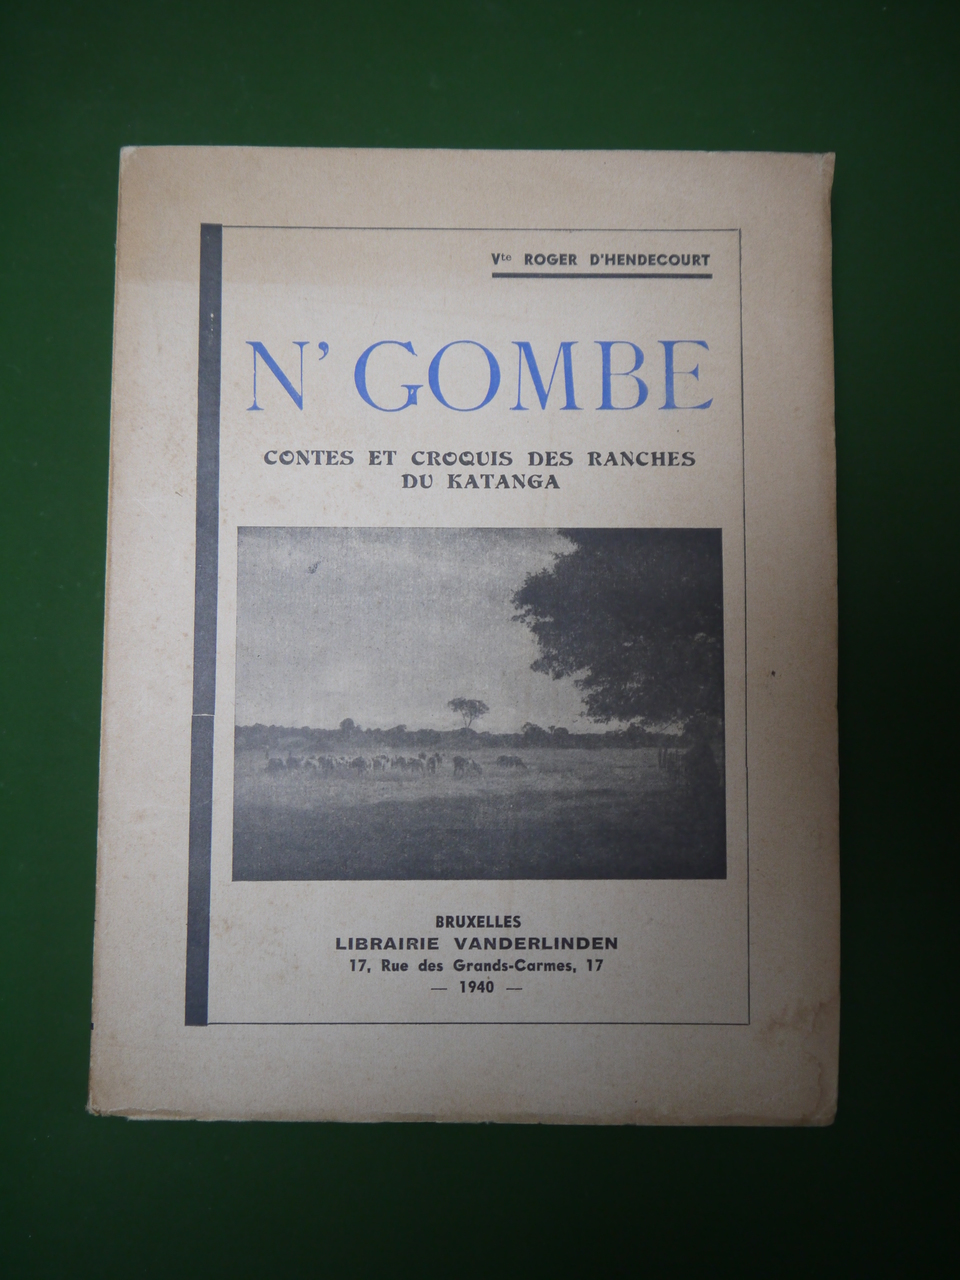 Vte ROGER D'HENDECOURT
N'GOMBE
CONTES ET CROQUIS DES RANCHES
DU KATANGA
BRUXELLES
LIBRAIRIE VANDERLINDEN
17, Rue des Grands-Carmes, 17
— 1940 —